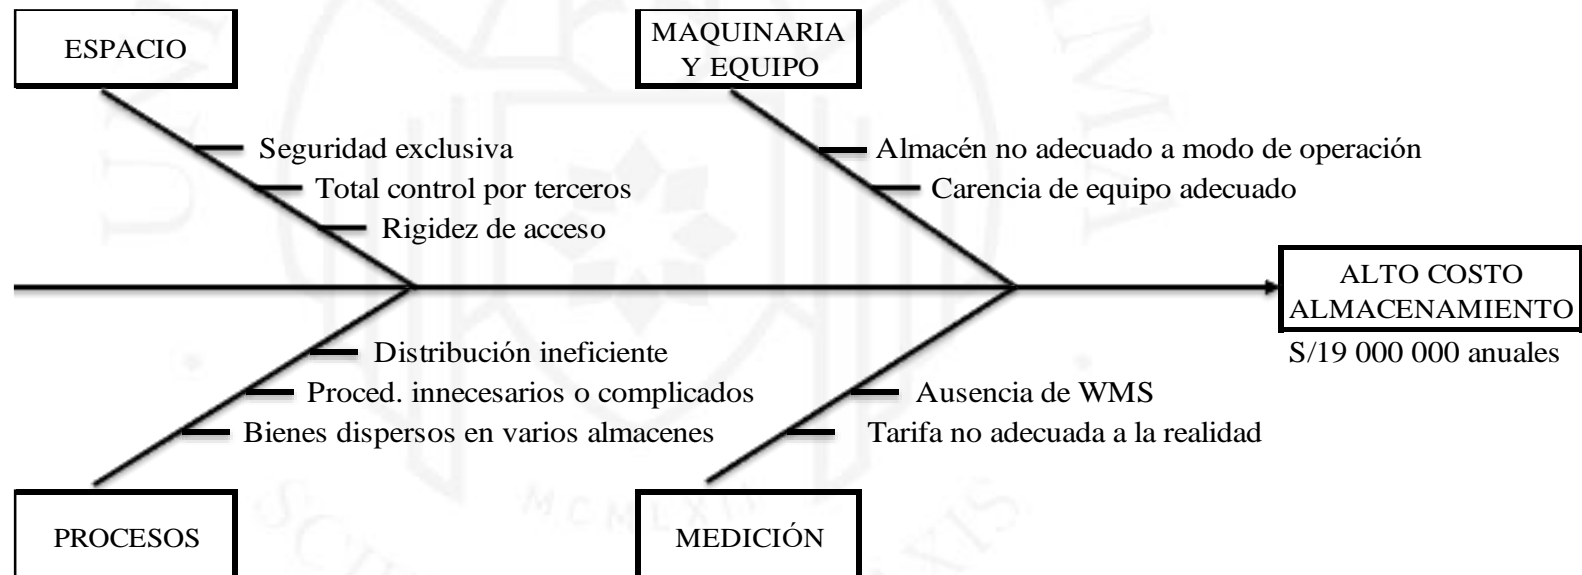 ESPACIO
MAQUINARIA
Y EQUIPO
Seguridad exclusiva
Total control por terceros
Rigidez de acceso
Almacén no adecuado a modo de operación
Carencia de equipo adecuado
ALTO COSTO
ALMACENAMIENTO
S/19 000 000 anuales
Distribución ineficiente
Proced. innecesarios o complicados
Bienes dispersos en varios almacenes
Ausencia de WMS
Tarifa no adecuada a la realidad
PROCESOS
MEDICIÓN
MCMLXII